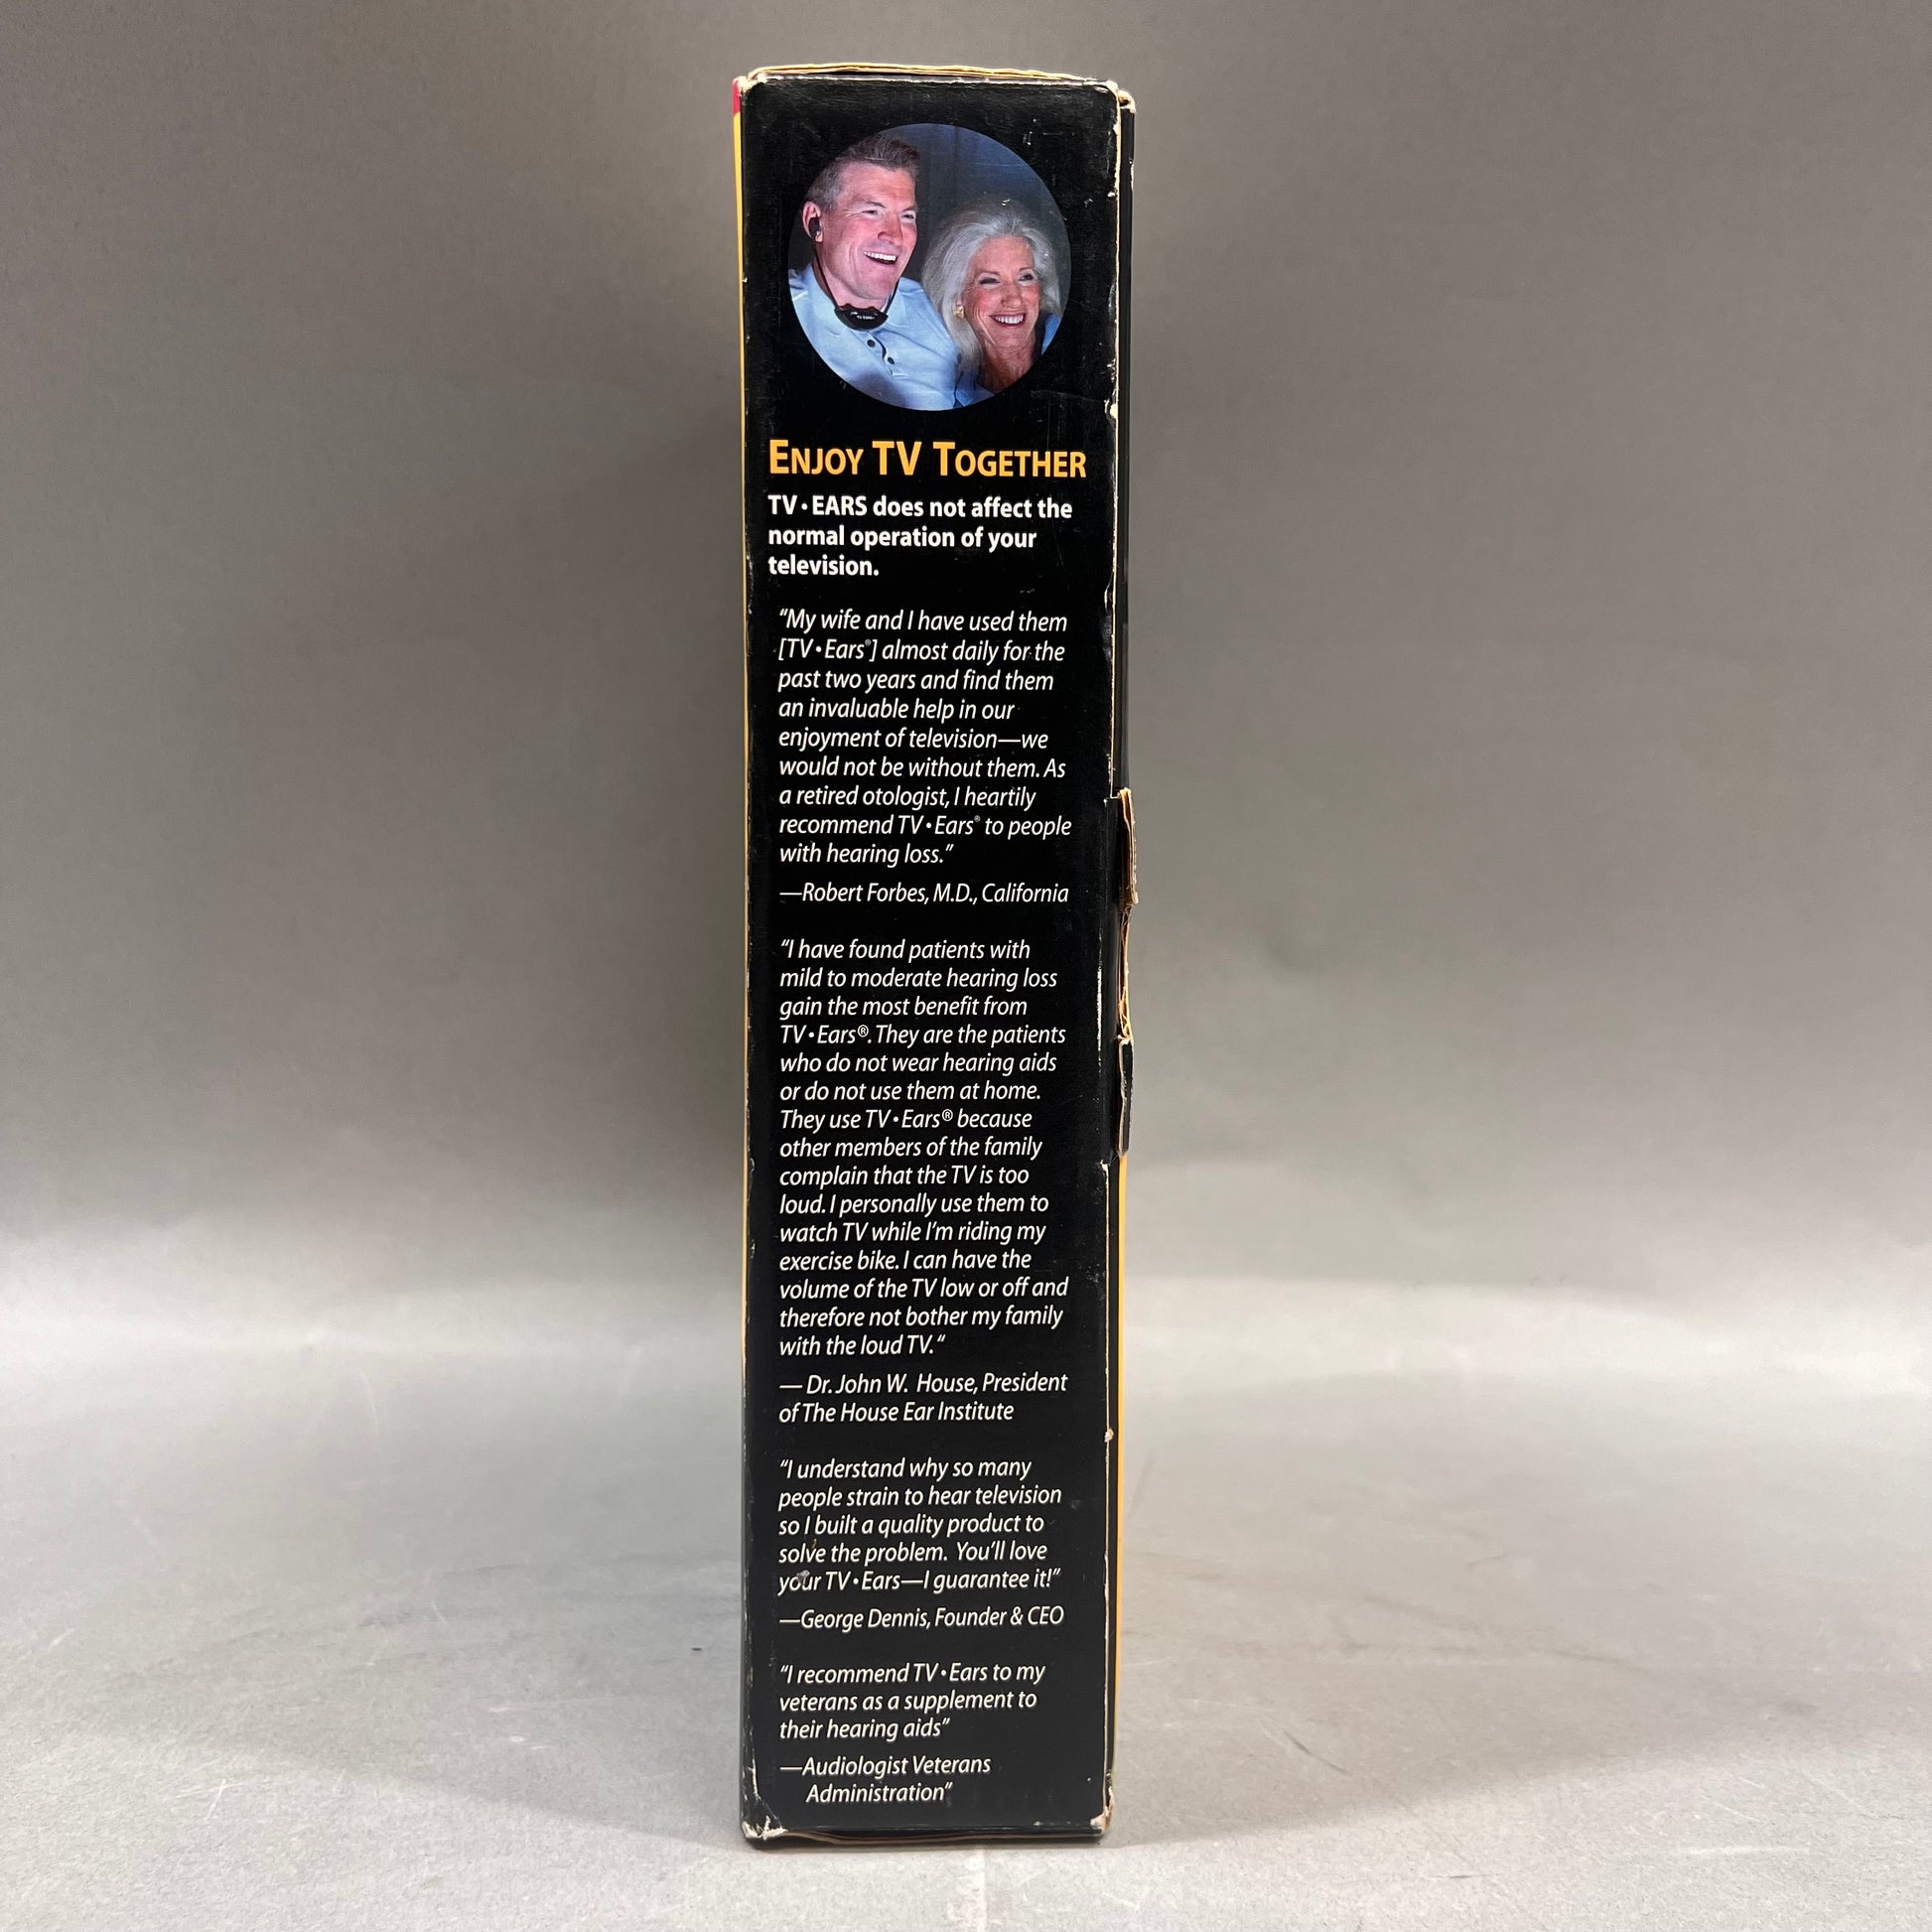 ENJOY TV TOGETHER
TV•EARS does not affect the
normal operation of your
television.
“My wife and I have used them
[TV•Ears®] almost daily for the
past two years and find them
an invaluable help in our
enjoyment of television—we
would not be without them. As
a retired otologist, I heartily
recommend TV•Ears® to people
with hearing loss.”
—Robert Forbes, M.D., California
“I have found patients with
mild to moderate hearing loss
gain the most benefit from
TV•Ears®. They are the patients
who do not wear hearing aids
or do not use them at home.
They use TV•Ears® because
other members of the family
complain that the TV is too
loud. I personally use them to
watch TV while I’m riding my
exercise bike. I can have the
volume of the TV low or off and
therefore not bother my family
with the loud TV.“
— Dr. John W. House, President
of The House Ear Institute
“I understand why so many
people strain to hear television
so I built a quality product to
solve the problem. You’ll love
your TV•Ears—I guarantee it!”
—George Dennis, Founder & CEO
“I recommend TV•Ears to my
veterans as a supplement to
their hearing aids”
—Audiologist Veterans
Administration”